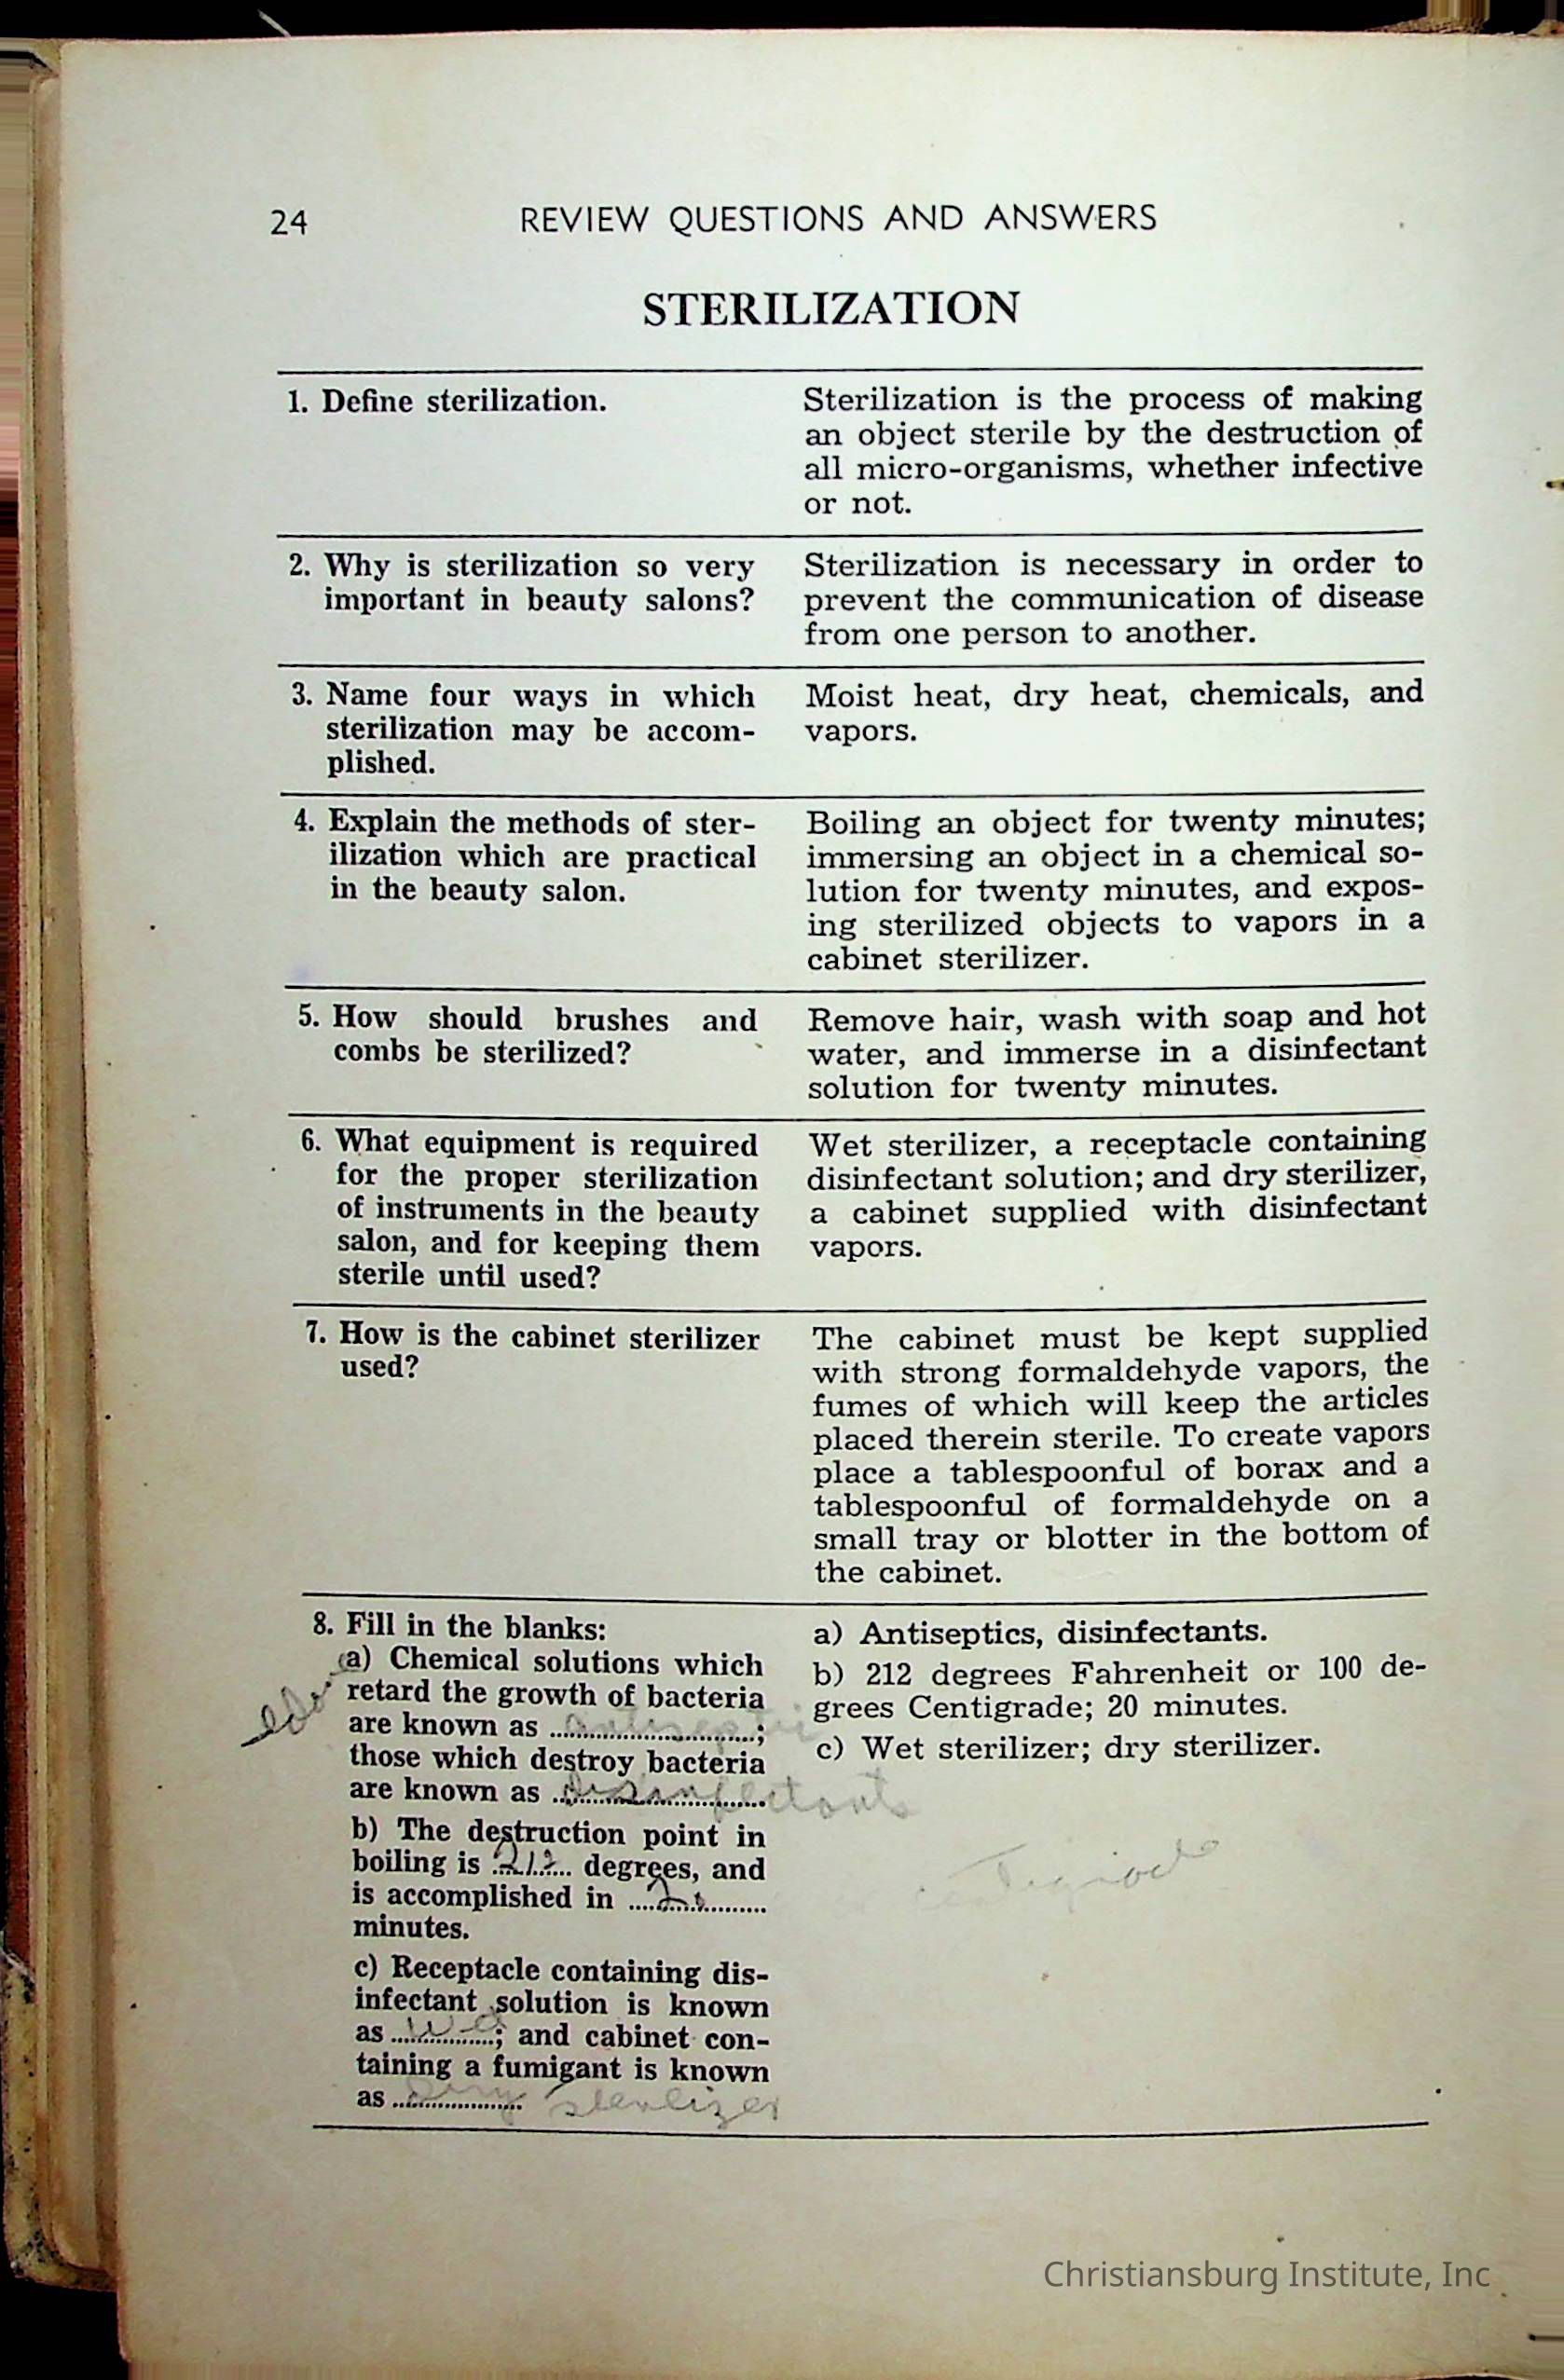 24
REVIEW QUESTIONS AND ANSWERS
STERILIZATION
1. Define sterilization.
Sterilization is the process of making
an object sterile by the destruction of
all micro-organisms, whether infective
or not.
2. Why is sterilization so very
important in beauty salons?
Sterilization is necessary in order to
prevent the communication of disease
from one person to another.
3. Name four ways in which
sterilization may be accom-
plished.
Moist heat, dry heat, chemicals, and
vapors.
4. Explain the methods of ster-
ilization which are practical
in the beauty salon.
Boiling an object for twenty minutes;
immersing an object in a chemical so-
lution for twenty minutes, and expos-
ing sterilized objects to vapors in a
cabinet sterilizer.
5. How should brushes and
combs be sterilized?
Remove hair, wash with soap and hot
water, and immerse in a disinfectant
solution for twenty minutes.
6. What equipment is required
for the proper sterilization
of instruments in the beauty
salon, and for keeping them
sterile until used?
Wet sterilizer, a receptacle containing
disinfectant solution; and dry sterilizer,
a cabinet supplied with disinfectant
vapors.
7. How is the cabinet sterilizer
used?
The cabinet must be kept supplied
with strong formaldehyde vapors, the
fumes of which will keep the articles
placed therein sterile. To create vapors
place a tablespoonful of borax and a
tablespoonful of formaldehyde on a
small tray or blotter in the bottom of
the cabinet.
8. Fill in the blanks:
a) Chemical solutions which
retard the growth of bacteria
are known as antiseptic;
those which destroy bacteria
are known as disinfectants
b) The destruction point in
boiling is 212 degrees, and
is accomplished in 20
minutes.
c) Receptacle containing dis-
infectant solution is known
as ; and cabinet con-
taining a fumigant is known
as dry sterlizer
a) Antiseptics, disinfectants.
b) 212 degrees Fahrenheit or 100 de-
grees Centigrade; 20 minutes.
c) Wet sterilizer; dry sterilizer.
Christiansburg Institute, Inc